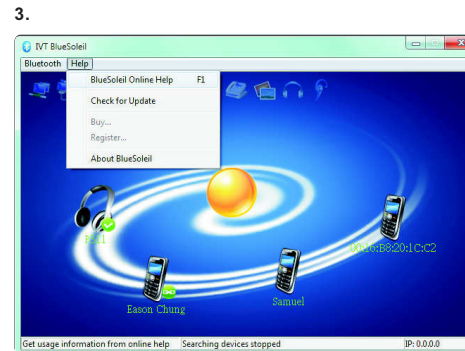 3.
IVT BlueSoleil
Bluetooth Help
BlueSoleil Online Help F1
Check for Update
Buy...
Register...
About BlueSoleil
Eason Chung
Samuel
Get usage information from online help Searching devices stopped IP: 0.0.0.0